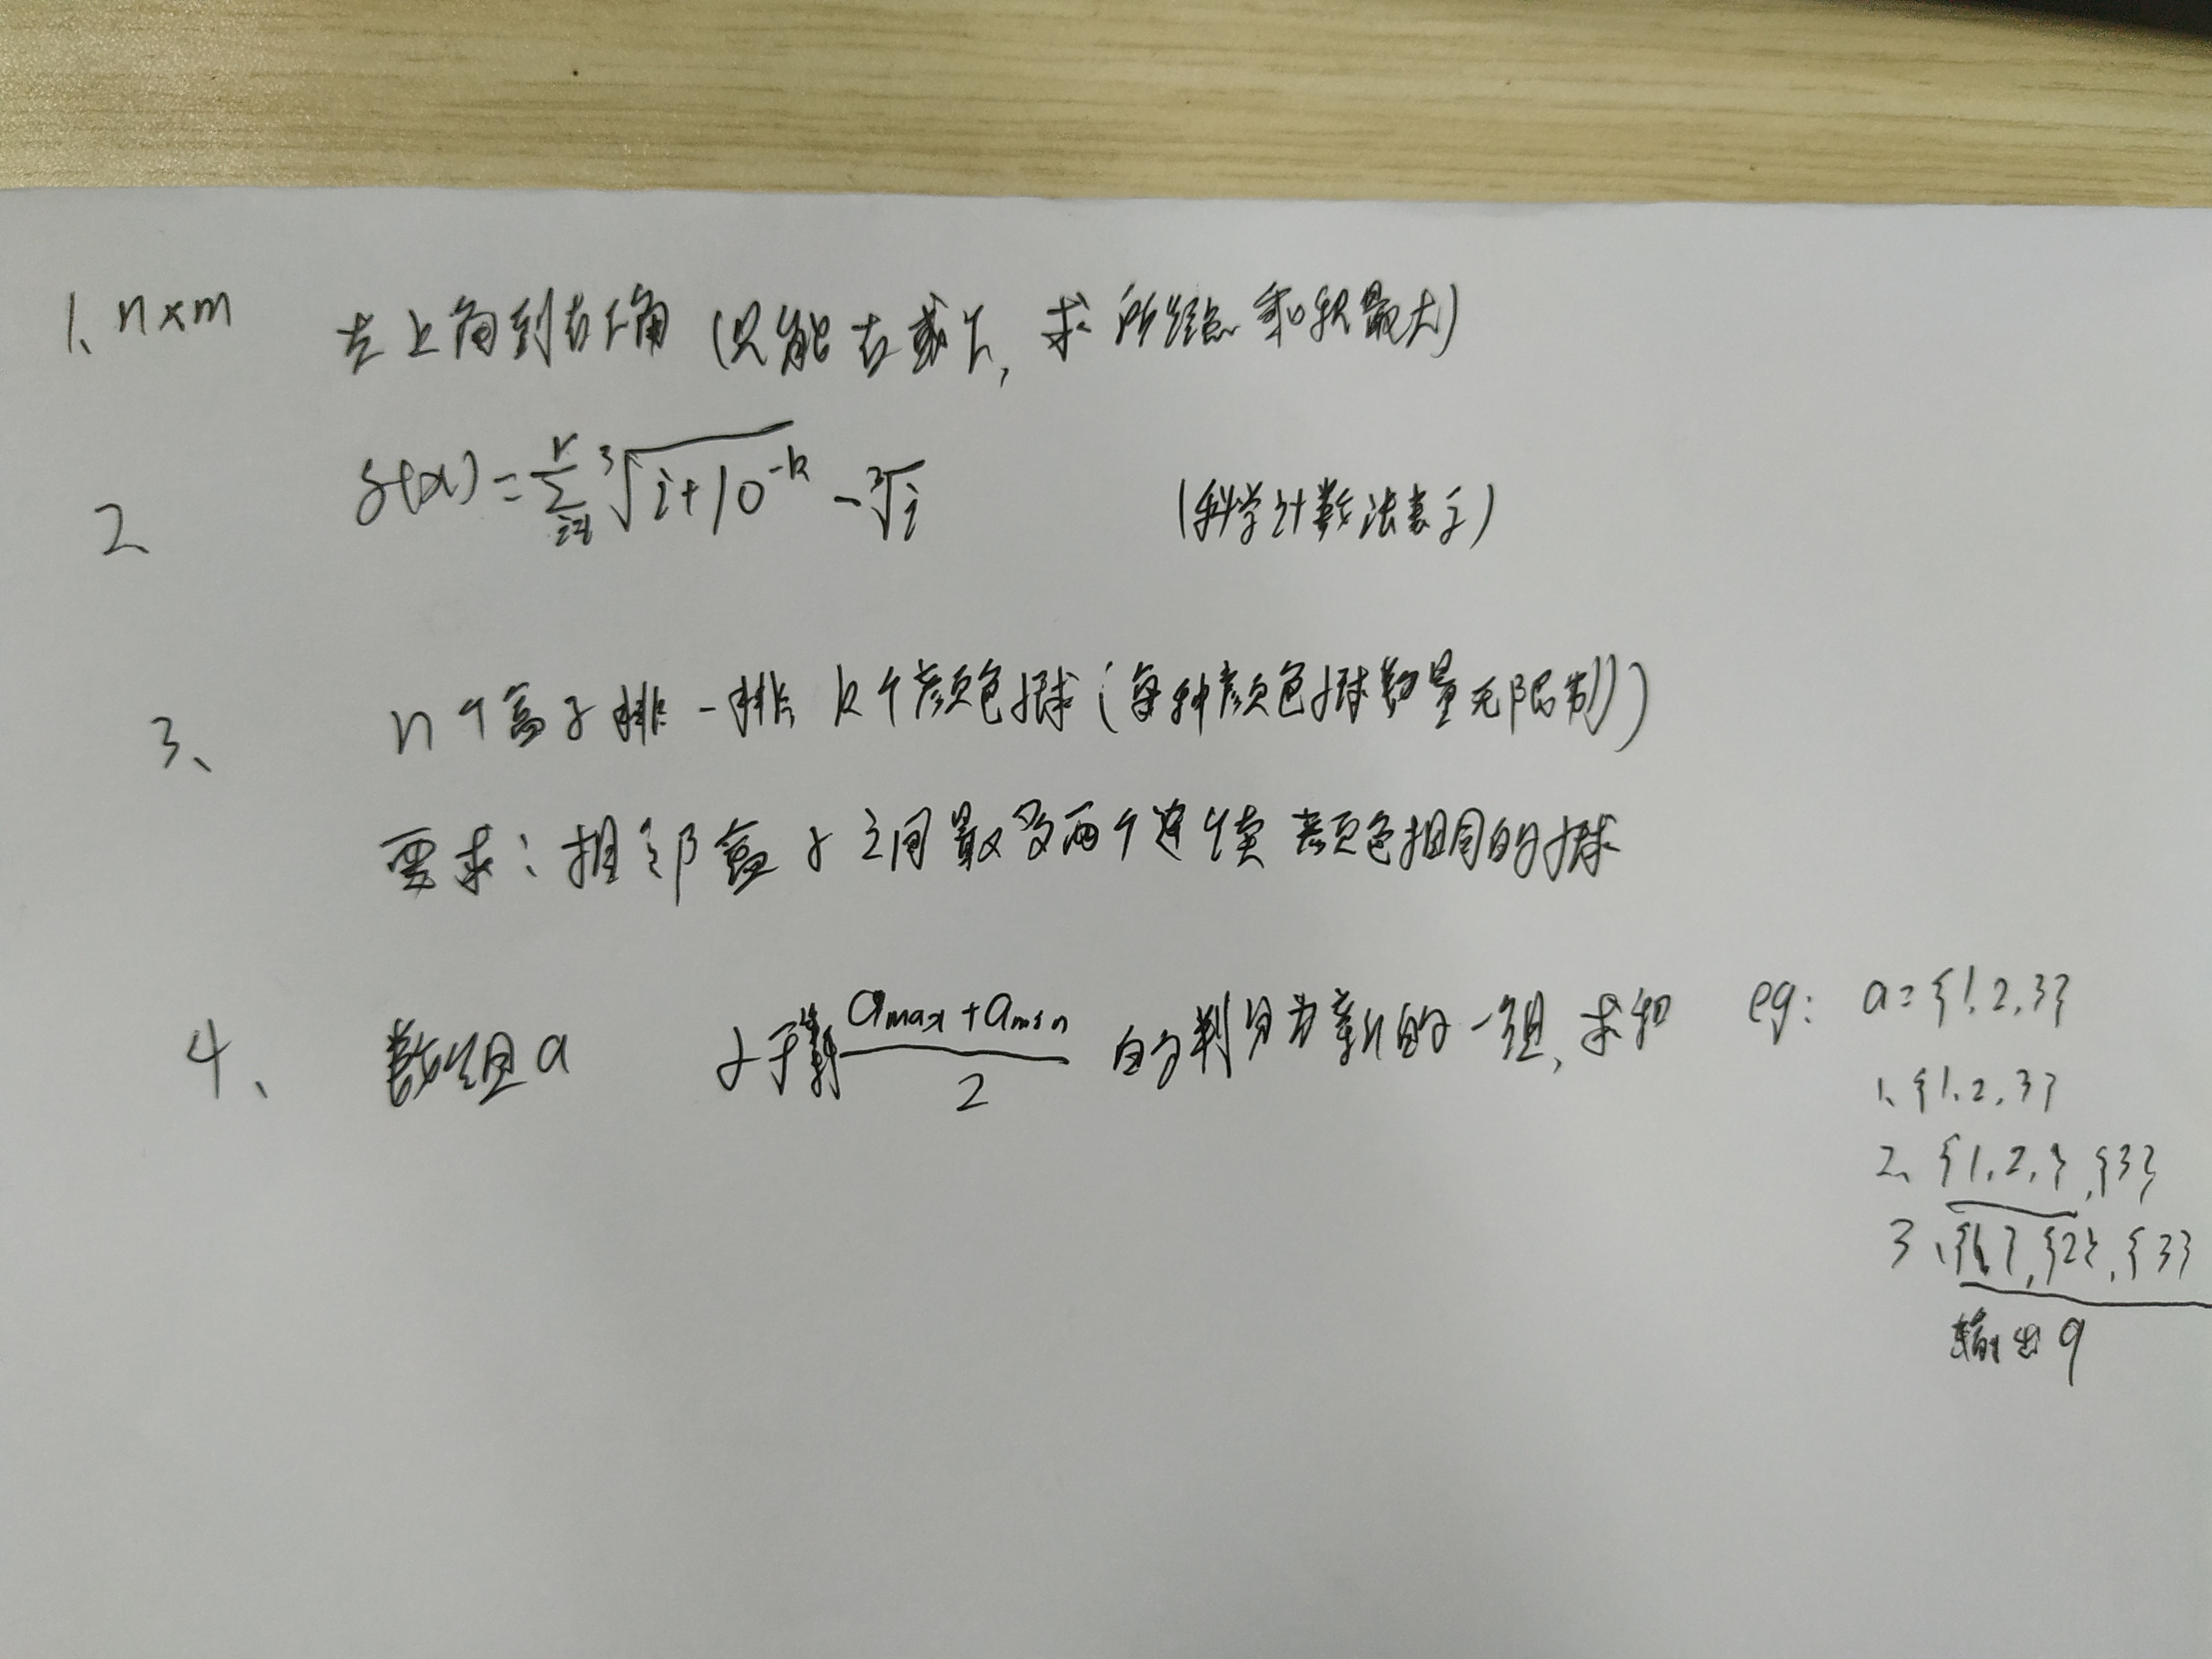 1、n×m 左上角到右下角 (只能右或下, 求所经点乘积最大)
2、 f(x) = \sum_{i=1}^{r} \sqrt[3]{i+10^{-k}} - \sqrt[3]{i} (科学计数法表示)
3、 n个盒子排一排 k个颜色球(每种颜色球数量无限制))
要求: 相邻盒子之间最多两个连续颜色相同的球
4、 数组a \frac{a_{max}+a_{min}}{2} 的划分为新的一组, 求和 eg: a={1,2,3}
1、{1,2,3}
2、{1,2,},{3}
3、{1},{2},{3}
输出9